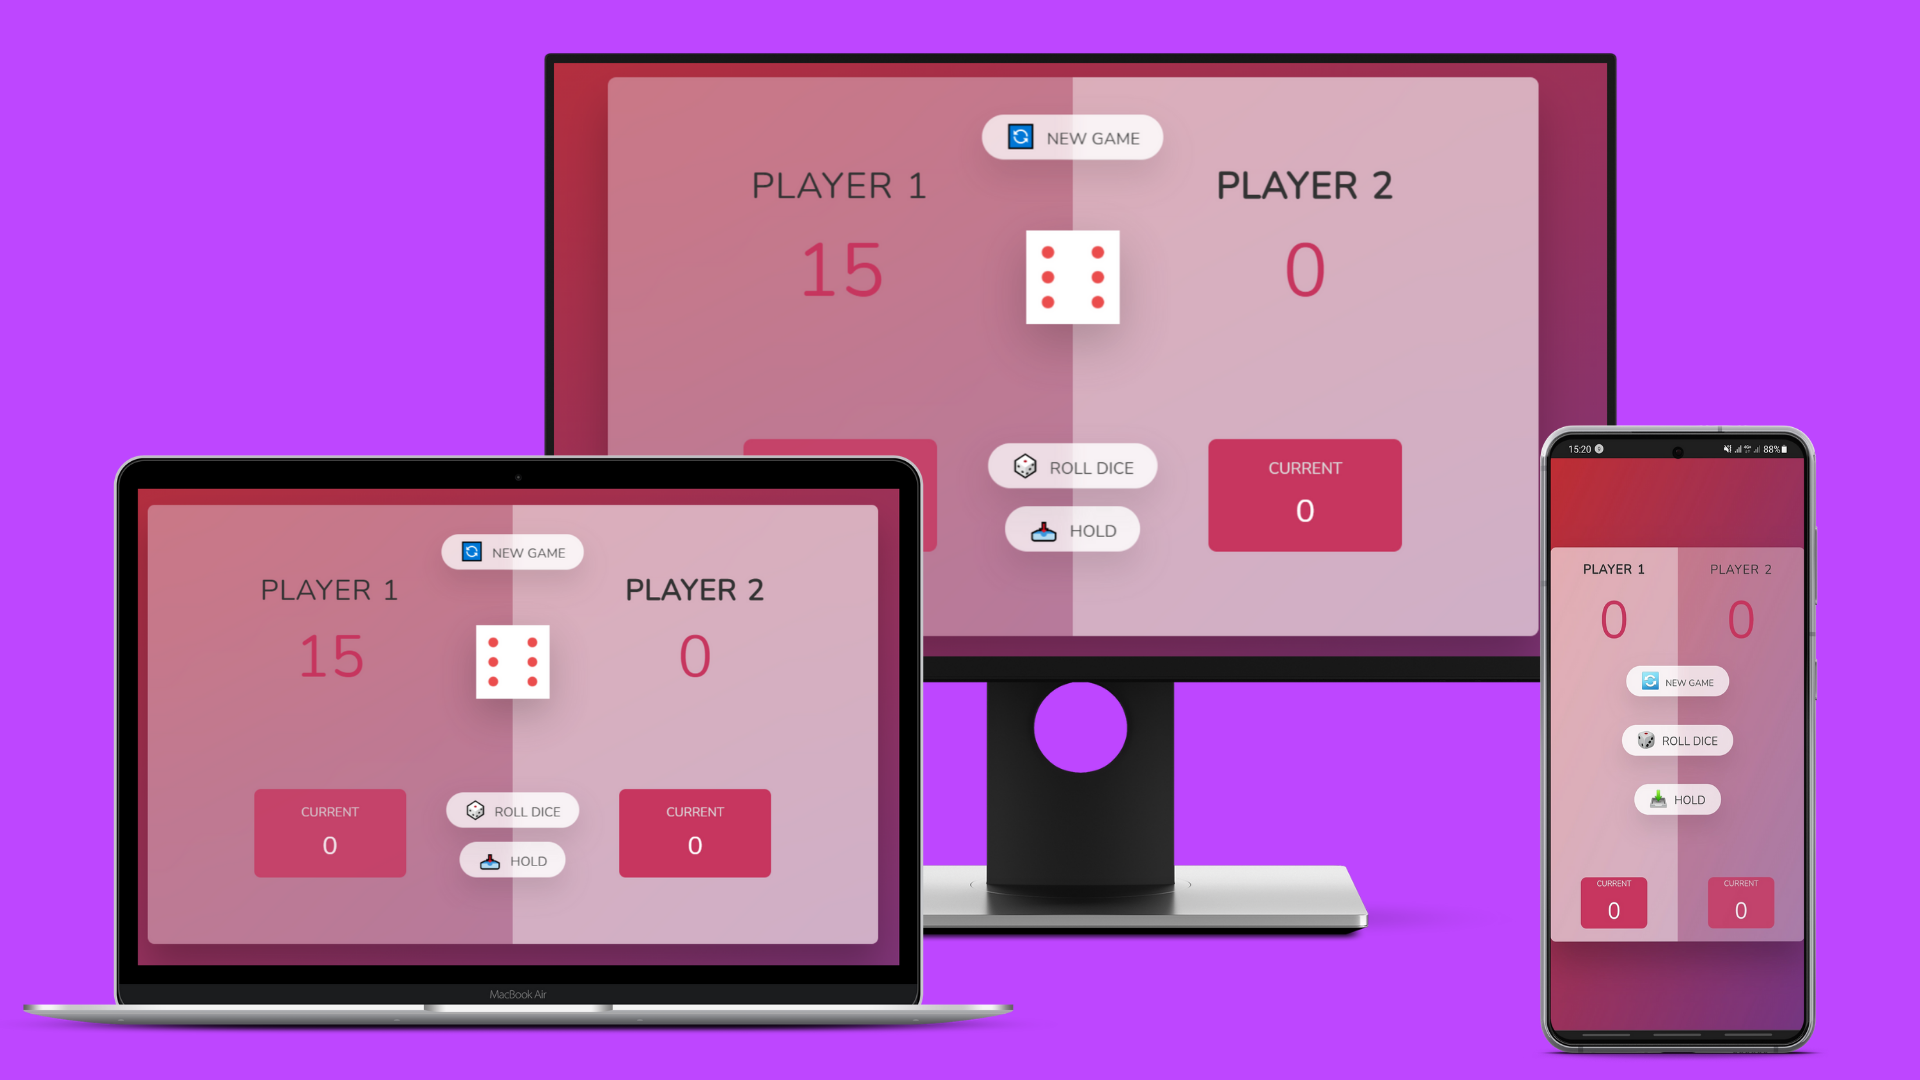 NEW GAME
PLAYER 1
PLAYER 2
15
0
ROLL DICE
HOLD
CURRENT
0
NEW GAME
PLAYER 1
PLAYER 2
15
0
CURRENT
0
ROLL DICE
HOLD
CURRENT
0
MacBook Air
15:20
88%
PLAYER 1
PLAYER 2
0
0
NEW GAME
ROLL DICE
HOLD
CURRENT
0
CURRENT
0